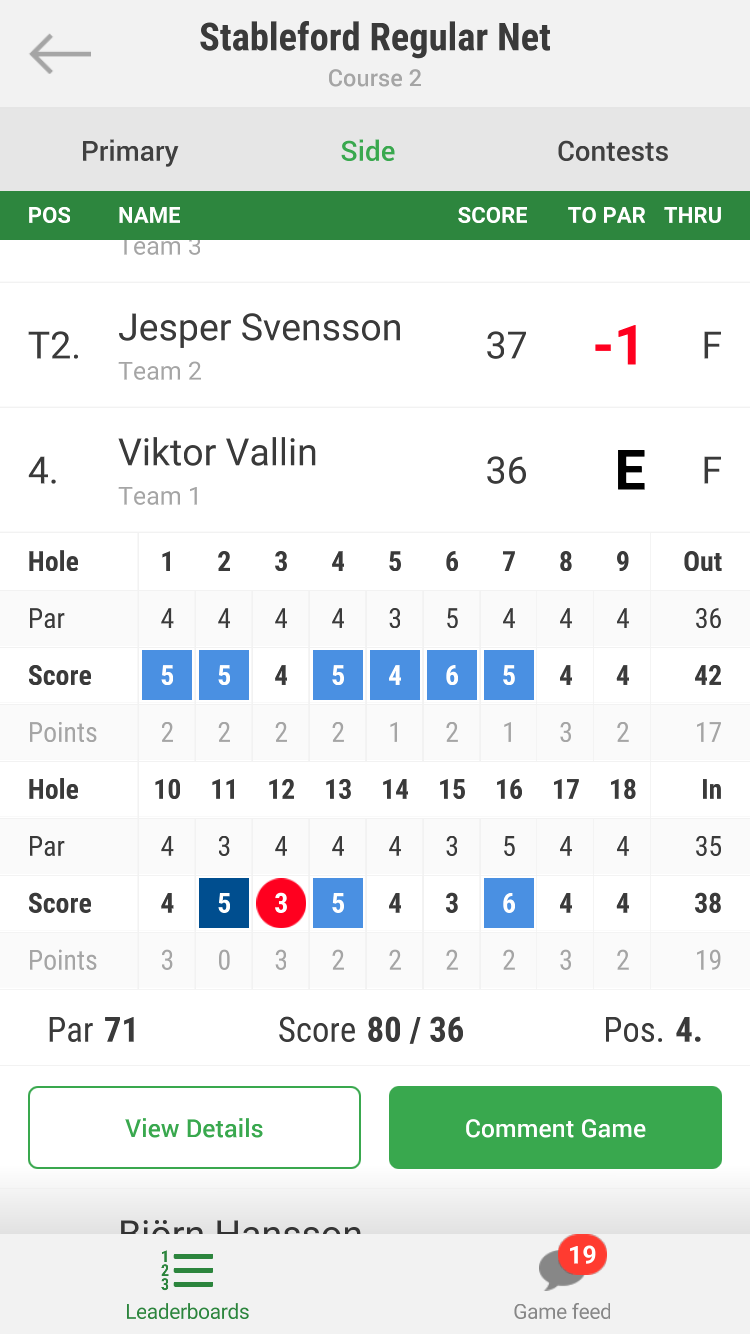 Stableford Regular Net
Course 2
Primary Side Contests
POS NAME SCORE TO PAR THRU
Team 3
T2. Jesper Svensson 37 -1 F
Team 2
4. Viktor Vallin 36 E F
Team 1
Hole 1 2 3 4 5 6 7 8 9 Out
Par 4 4 4 4 3 5 4 4 4 36
Score 5 5 4 5 4 6 5 4 4 42
Points 2 2 2 2 1 2 1 3 2 17
Hole 10 11 12 13 14 15 16 17 18 In
Par 4 3 4 4 4 3 5 4 4 35
Score 4 5 3 5 4 3 6 4 4 38
Points 3 0 3 2 2 2 2 3 2 19
Par 71 Score 80 / 36 Pos. 4.
View Details Comment Game
Björn Hansson
1 2 3 19
Leaderboards Game feed